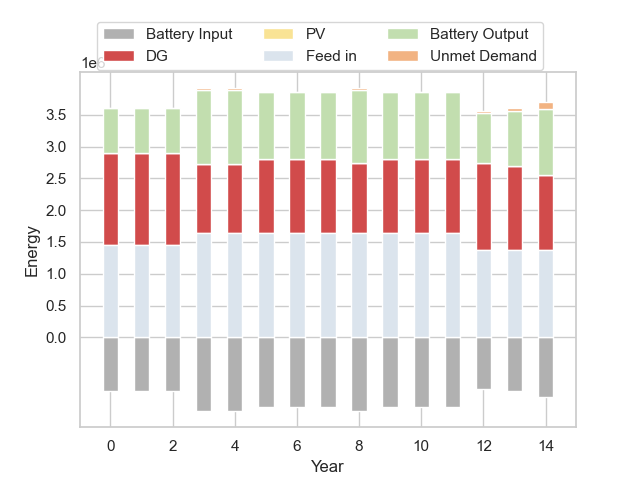 Battery Input PV Battery Output
DG Feed in Unmet Demand
1e6
3.5
3.0
2.5
2.0
1.5
1.0
0.5
0.0
Energy
0 2 4 6 8 10 12 14
Year